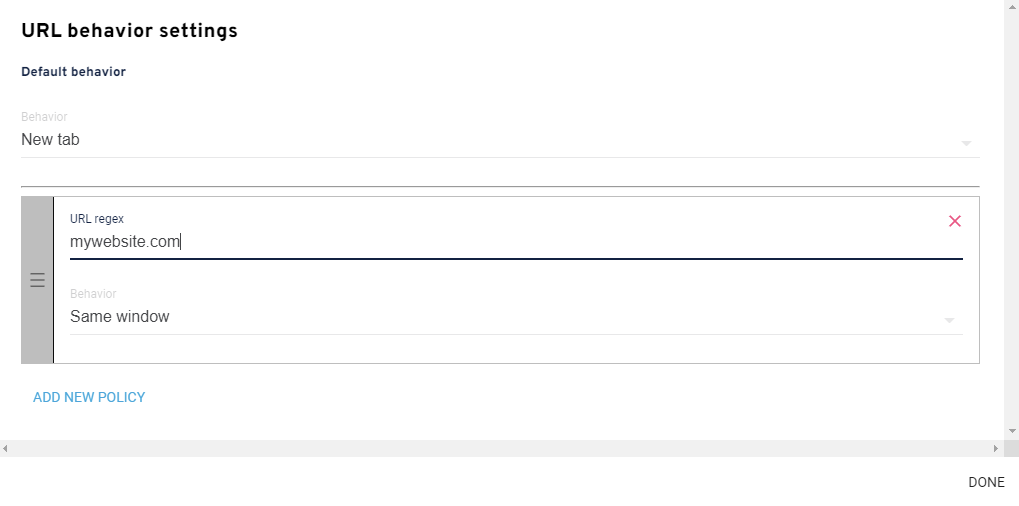 URL behavior settings
Default behavior
Behavior
New tab
URL regex
mywebsite.com
Behavior
Same window
ADD NEW POLICY
DONE